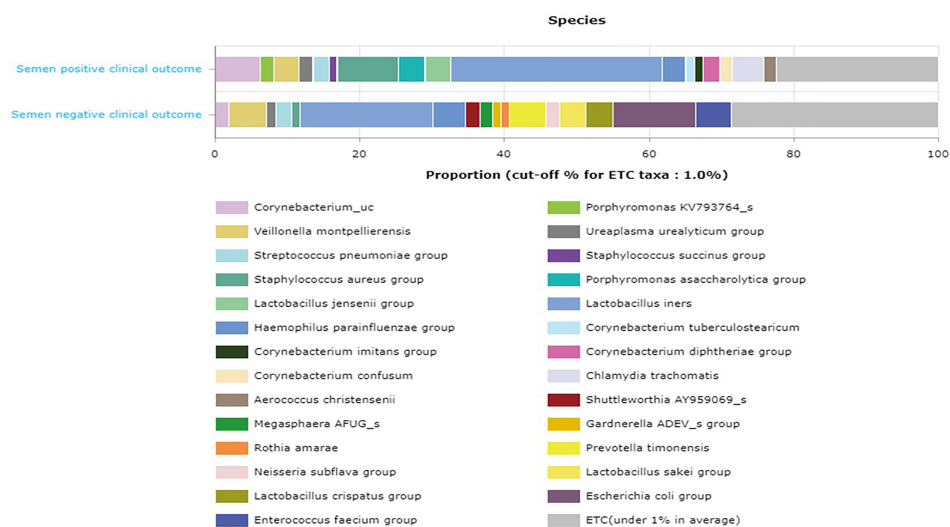 Species
Semen positive clinical outcome
Semen negative clinical outcome
0 20 40 60 80 100
Proportion (cut-off % for ETC taxa : 1.0%)
Corynebacterium_uc Porphyromonas KV793764_s
Veillonella montpellierensis Ureaplasma urealyticum group
Streptococcus pneumoniae group Staphylococcus succinus group
Staphylococcus aureus group Porphyromonas asaccharolytica group
Lactobacillus jensenii group Lactobacillus iners
Haemophilus parainfluenzae group Corynebacterium tuberculostearicum
Corynebacterium imitans group Corynebacterium diphtheriae group
Corynebacterium confusum Chlamydia trachomatis
Aerococcus christensenii Shuttleworthia AY959069_s
Megasphaera AFUG_s Gardnerella ADEV_s group
Rothia amarae Prevotella timonensis
Neisseria subflava group Lactobacillus sakei group
Lactobacillus crispatus group Escherichia coli group
Enterococcus faecium group ETC(under 1% in average)